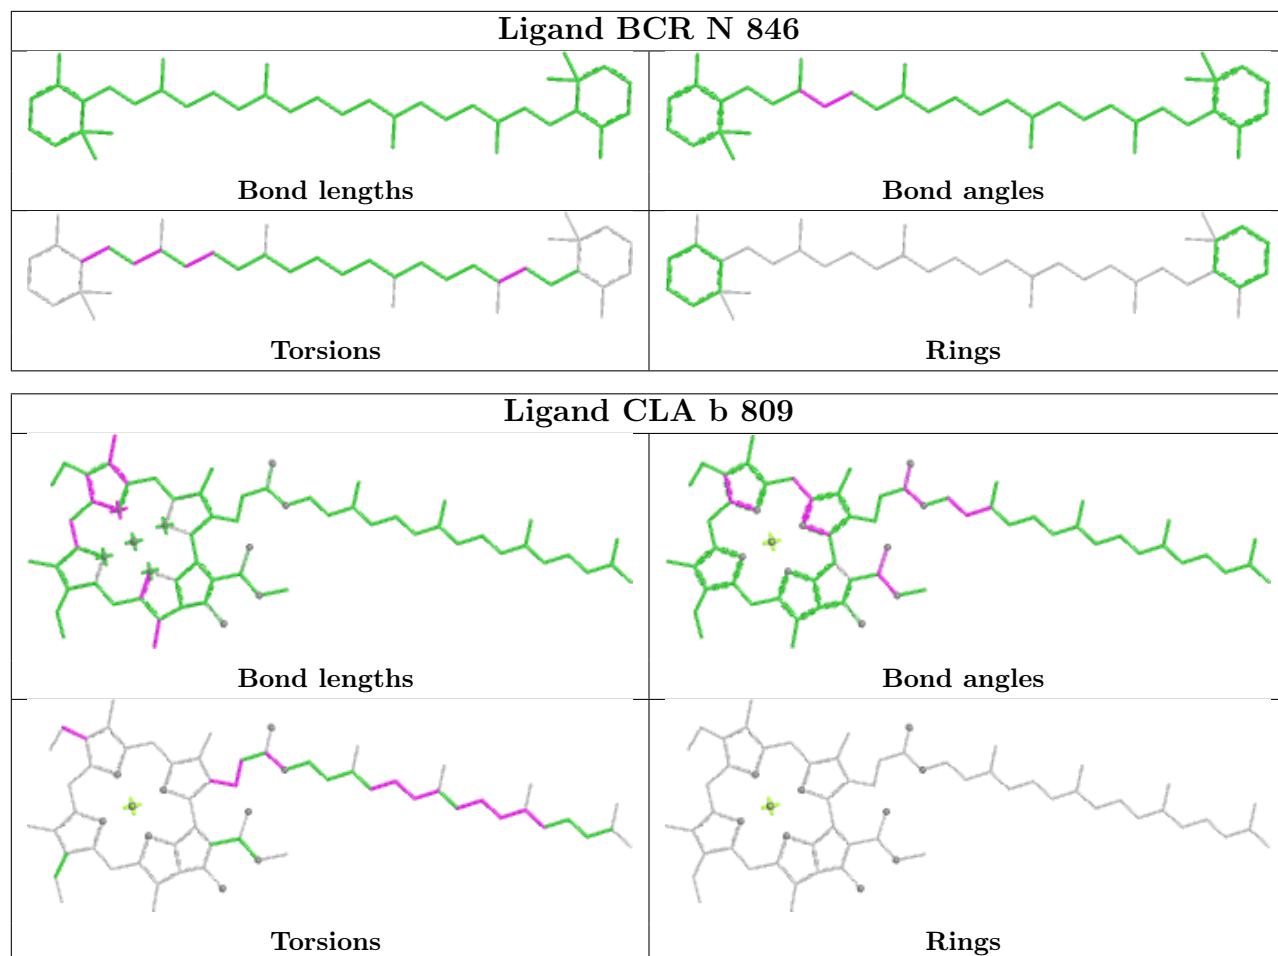 Ligand BCR N 846
Bond lengths
Bond angles
Torsions
Rings
Ligand CLA b 809
Bond lengths
Bond angles
Torsions
Rings